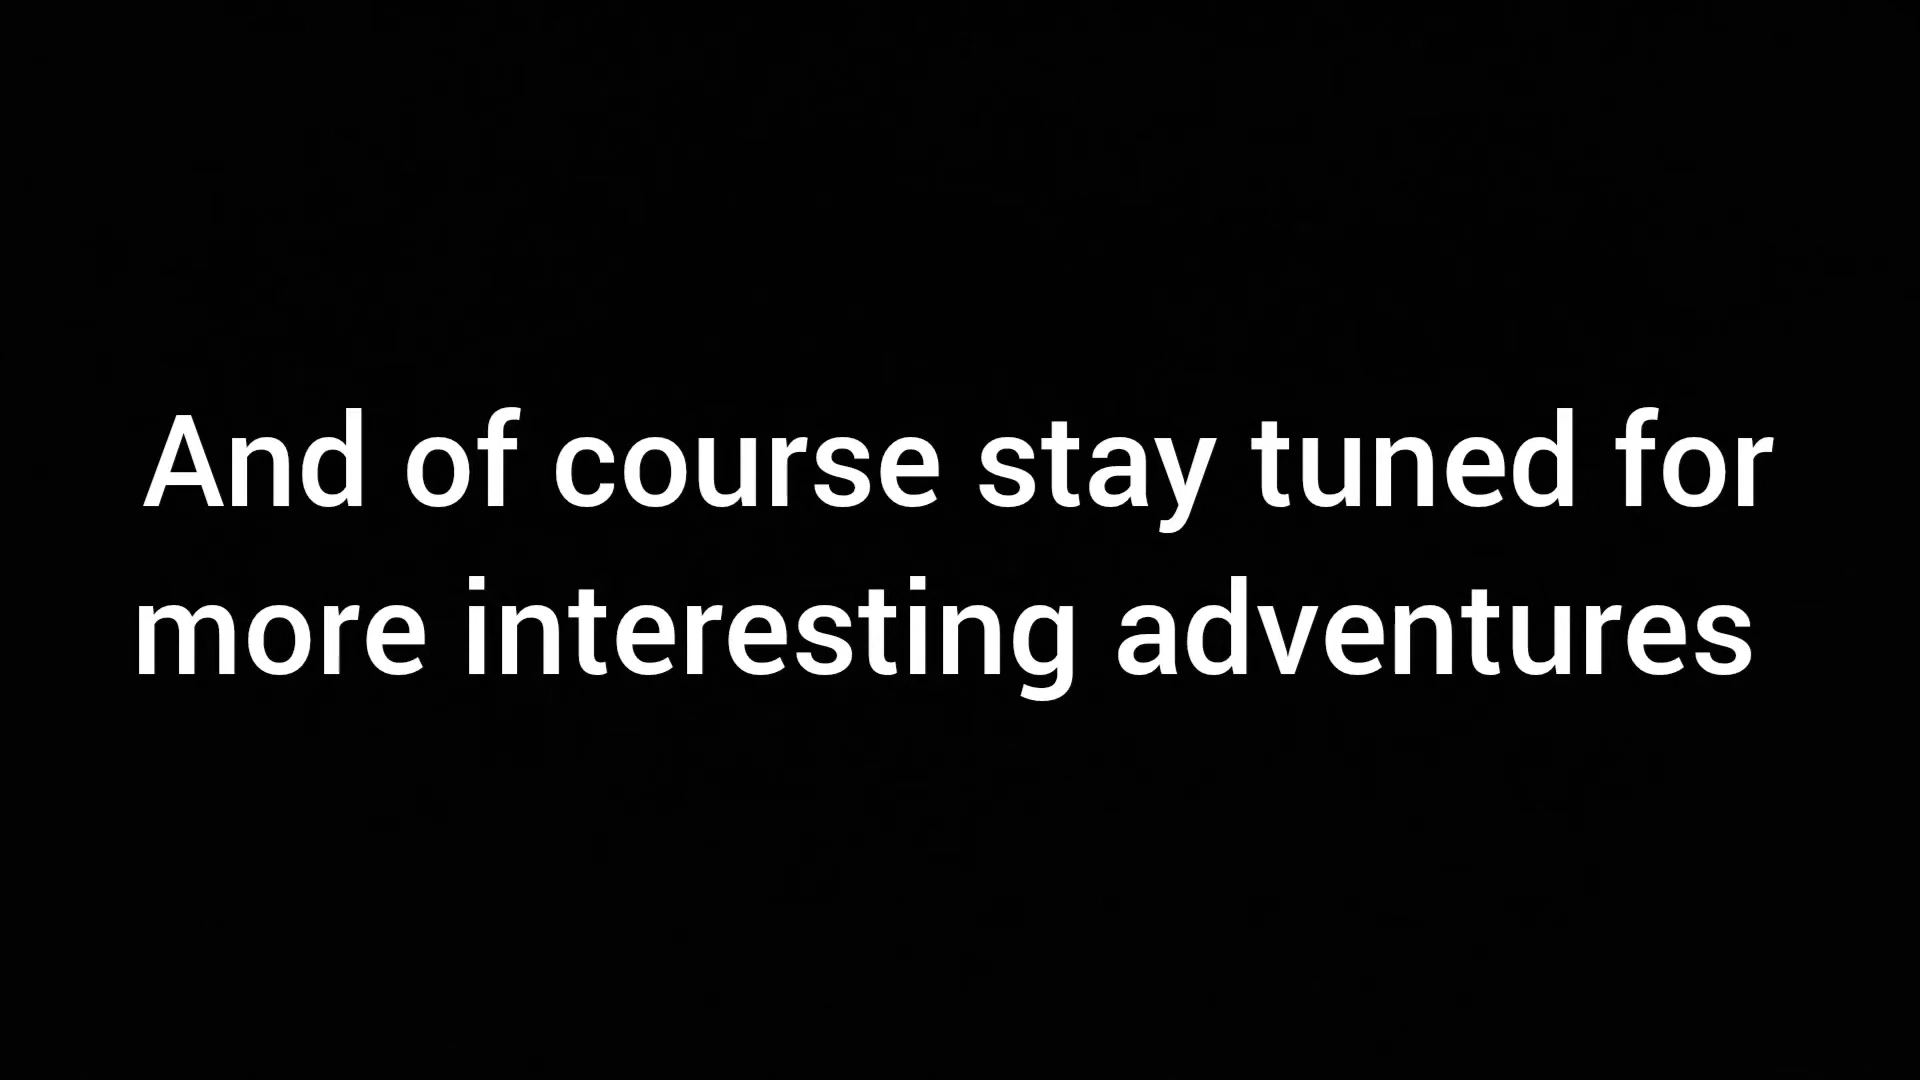 And of course stay tuned for
more interesting adventures